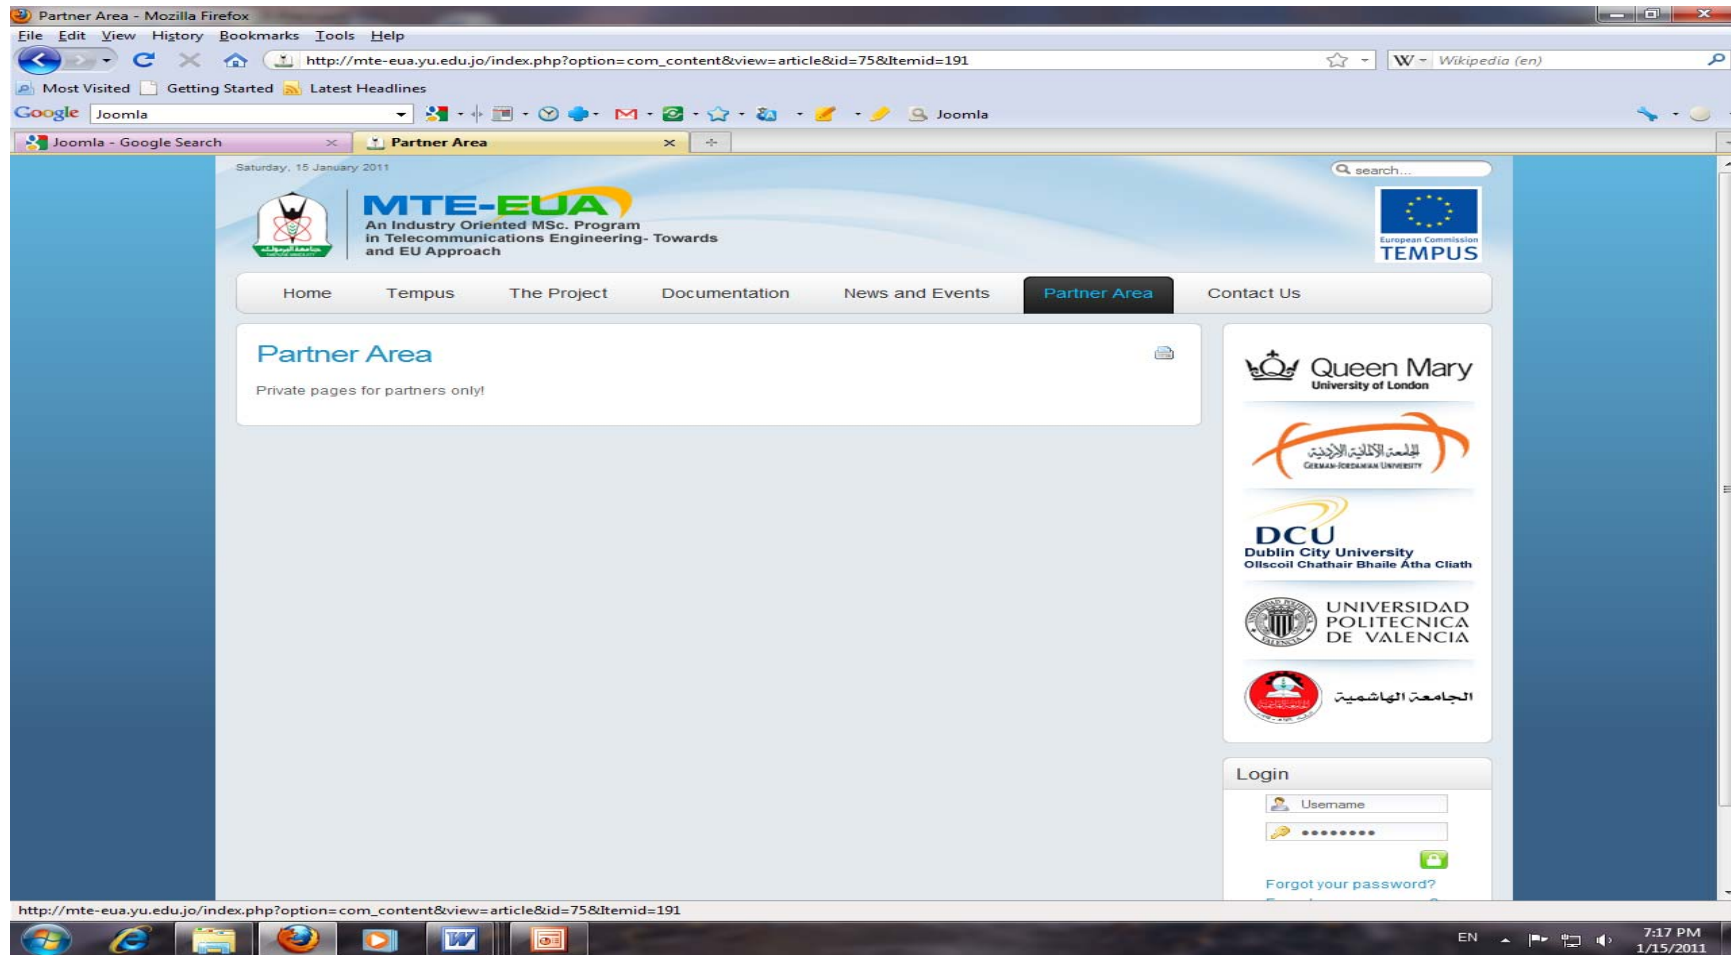 Partner Area - Mozilla Firefox
File Edit View History Bookmarks Tools Help
http://mte-eua.yu.edu.jo/index.php?option=com_content&view=article&id=75&Itemid=191
W Wikipedia (en)
Most Visited Getting Started Latest Headlines
Google Joomla Joomla
Joomla - Google Search Partner Area
Saturday, 15 January 2011
search...
MTE-EUA
An Industry Oriented MSc. Program
in Telecommunications Engineering- Towards
and EU Approach
European Commission
TEMPUS
Home Tempus The Project Documentation News and Events Partner Area Contact Us
Partner Area
Private pages for partners only!
Queen Mary
University of London
الجامعة الألمانية الأردنية
German-Jordanian University
DCU
Dublin City University
Ollscoil Chathair Bhaile Átha Cliath
UNIVERSIDAD
POLITECNICA
DE VALENCIA
الجامعة الهاشمية
Login
Username
Forgot your password?
http://mte-eua.yu.edu.jo/index.php?option=com_content&view=article&id=75&Itemid=191
EN
7:17 PM
1/15/2011